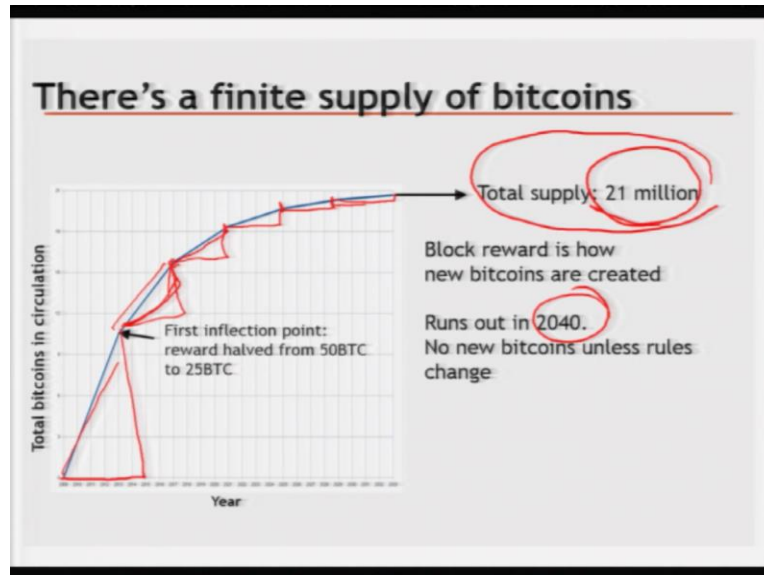 There's a finite supply of bitcoins
Total supply: 21 million
Block reward is how
new bitcoins are created
Runs out in 2040.
No new bitcoins unless rules
change
First inflection point:
reward halved from 50BTC
to 25BTC
Total bitcoins in circulation
Year